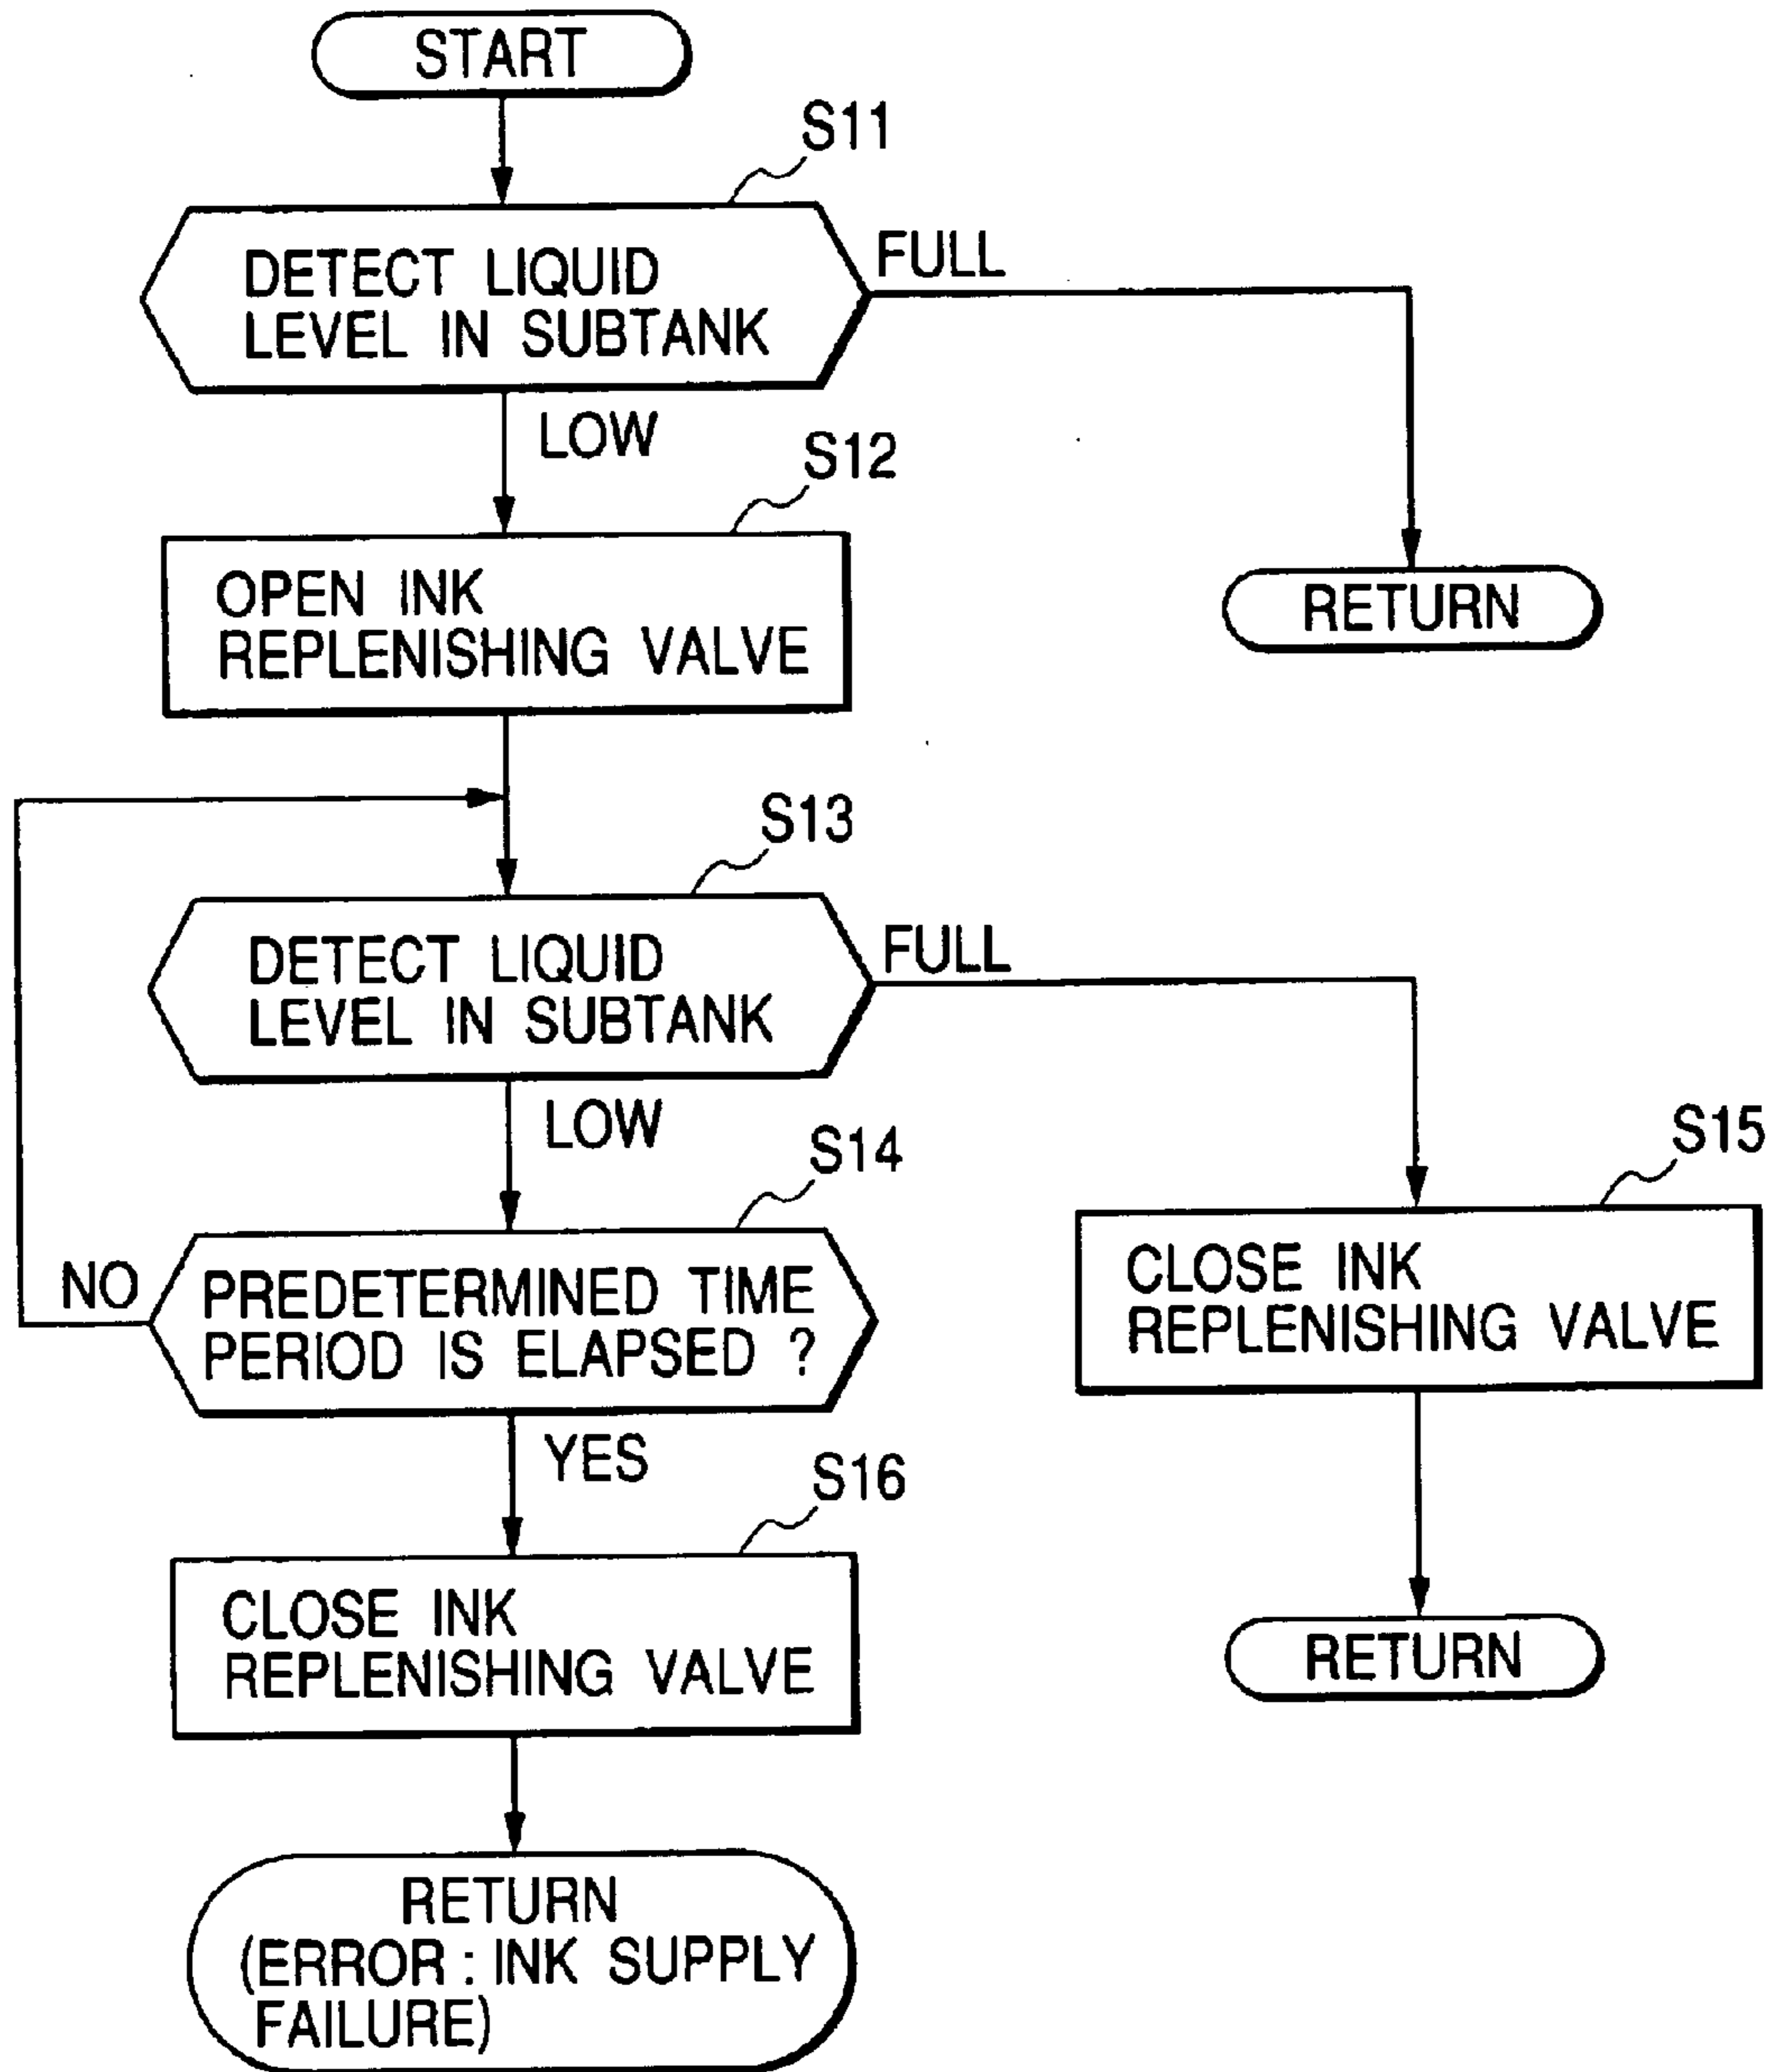 START
S11
DETECT LIQUID
LEVEL IN SUBTANK
FULL
LOW
S12
OPEN INK
REPLENISHING VALVE
RETURN
S13
DETECT LIQUID
LEVEL IN SUBTANK
FULL
LOW
S14
S15
NO
PREDETERMINED TIME
PERIOD IS ELAPSED ?
CLOSE INK
REPLENISHING VALVE
YES
S16
CLOSE INK
REPLENISHING VALVE
RETURN
RETURN
(ERROR : INK SUPPLY
FAILURE)